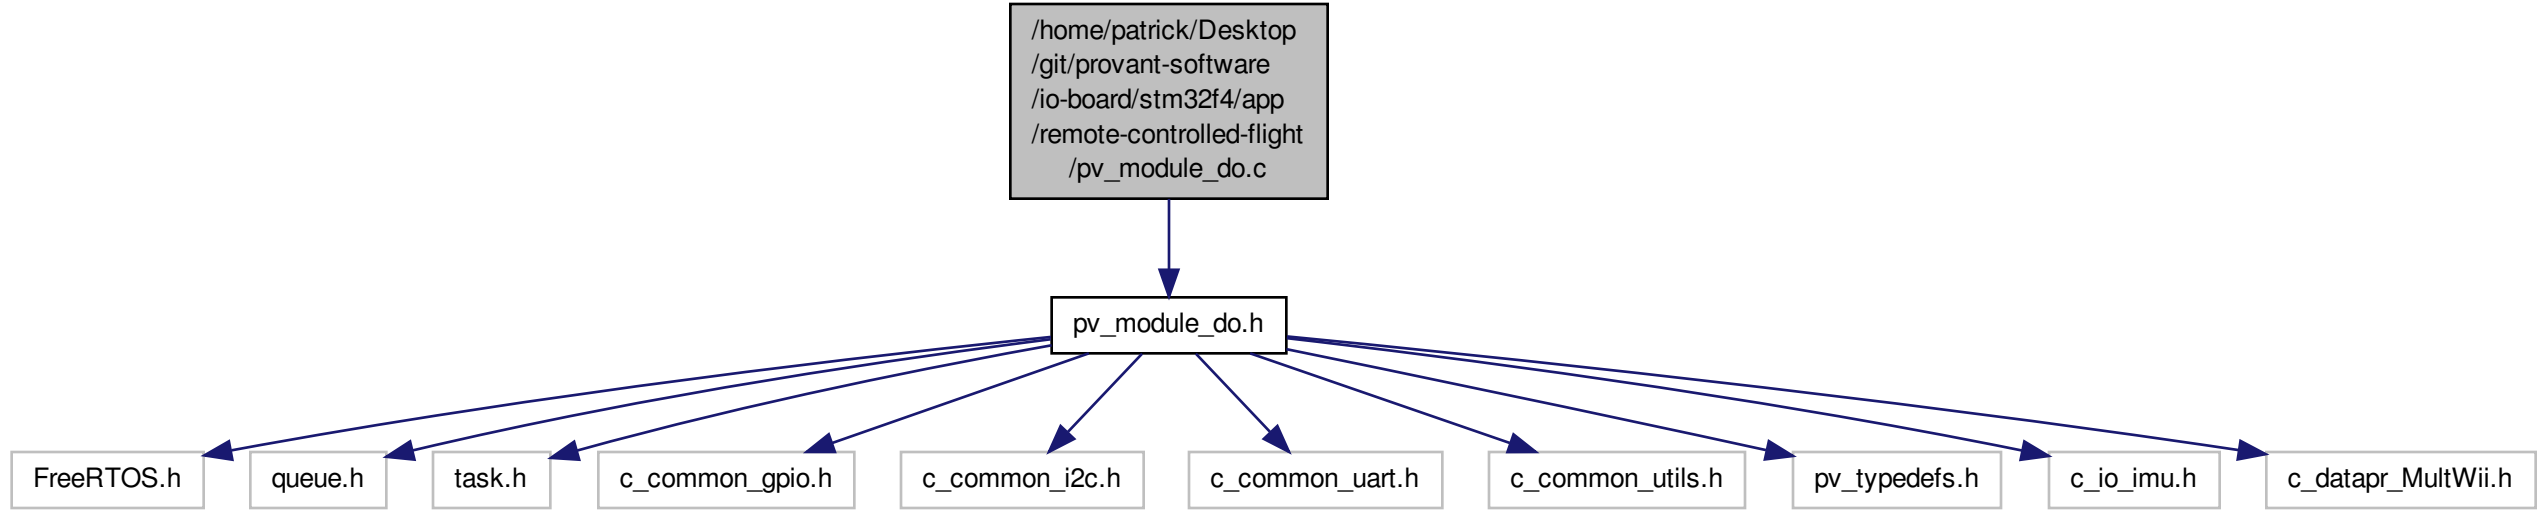 /home/patrick/Desktop
/git/provant-software
/io-board/stm32f4/app
/remote-controlled-flight
/pv_module_do.c
pv_module_do.h
FreeRTOS.h
queue.h
task.h
c_common_gpio.h
c_common_i2c.h
c_common_uart.h
c_common_utils.h
pv_typedefs.h
c_io_imu.h
c_datapr_MultWii.h